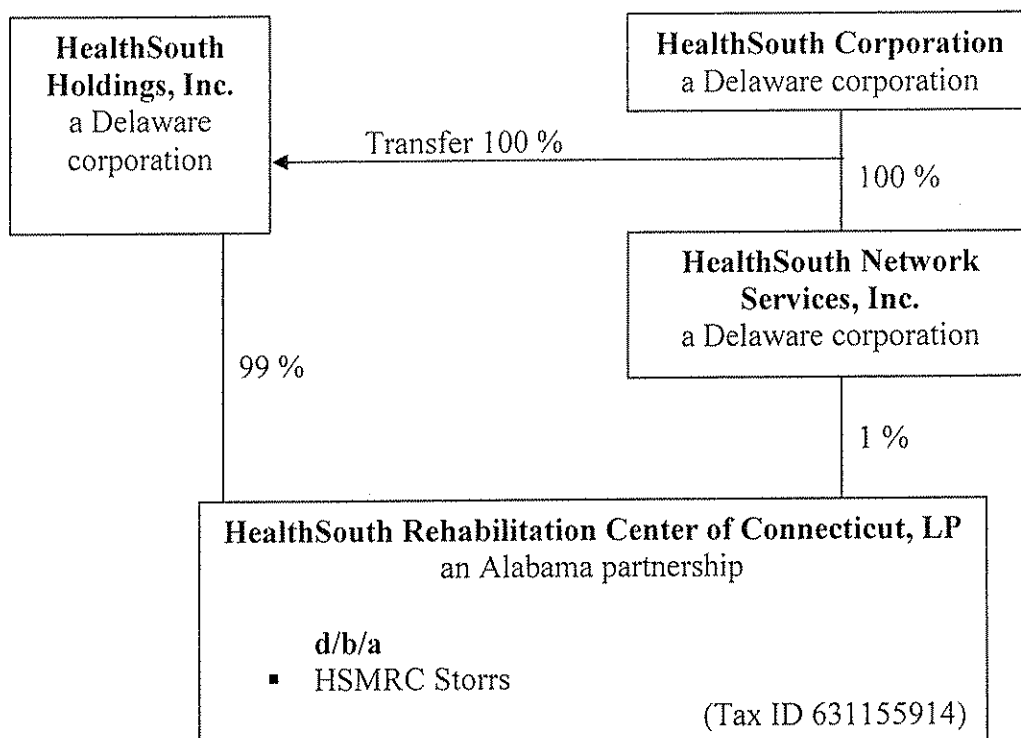 HealthSouth
Holdings, Inc.
a Delaware
corporation
HealthSouth Corporation
a Delaware corporation
Transfer 100 %
100 %
HealthSouth Network
Services, Inc.
a Delaware corporation
99 %
1 %
HealthSouth Rehabilitation Center of Connecticut, LP
an Alabama partnership
d/b/a
▪ HSMRC Storrs
(Tax ID 631155914)